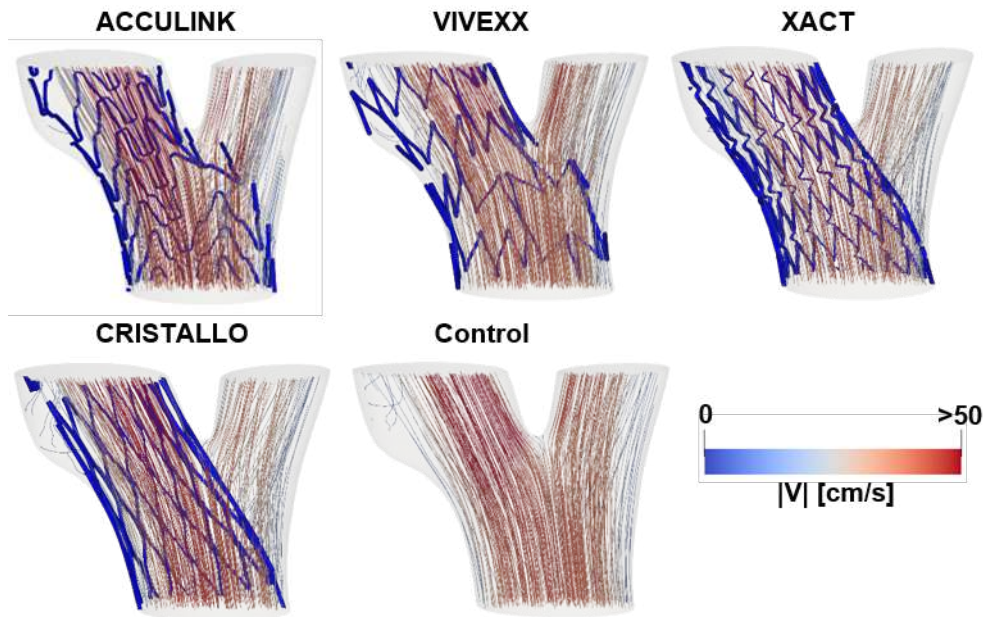 ACCULINK
VIVEXX
XACT
CRISTALLO
Control
0
>50
|V| [cm/s]